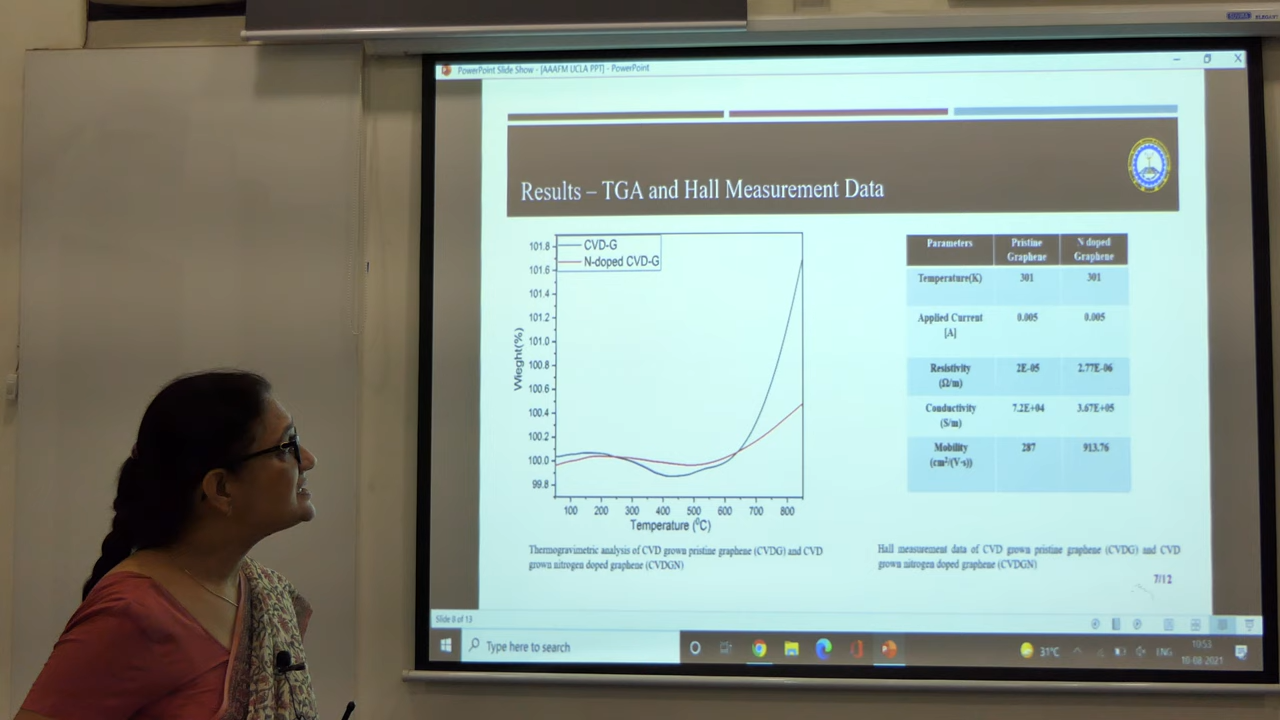 PowerPoint Slide Show - [AAAFM UCLA PPT] - PowerPoint
Results – TGA and Hall Measurement Data
CVD-G
N-doped CVD-G
101.8
101.6
101.4
101.2
101.0
100.8
100.6
100.4
100.2
100.0
99.8
Wieght(%)
100 200 300 400 500 600 700 800
Temperature (⁰C)
Thermogravimetric analysis of CVD grown pristine graphene (CVDG) and CVD
grown nitrogen doped graphene (CVDGN)
Parameters Pristine Graphene N doped Graphene
Temperature(K) 301 301
Applied Current [A] 0.005 0.005
Resistivity (Ω/m) 2E-05 2.77E-06
Conductivity (S/m) 7.2E+04 3.67E+05
Mobility (cm²/(V·s)) 287 913.76
Hall measurement data of CVD grown pristine graphene (CVDG) and CVD
grown nitrogen doped graphene (CVDGN)
7/12
Slide 8 of 13
Type here to search
31°C
ENG
10:53
10-08-2021